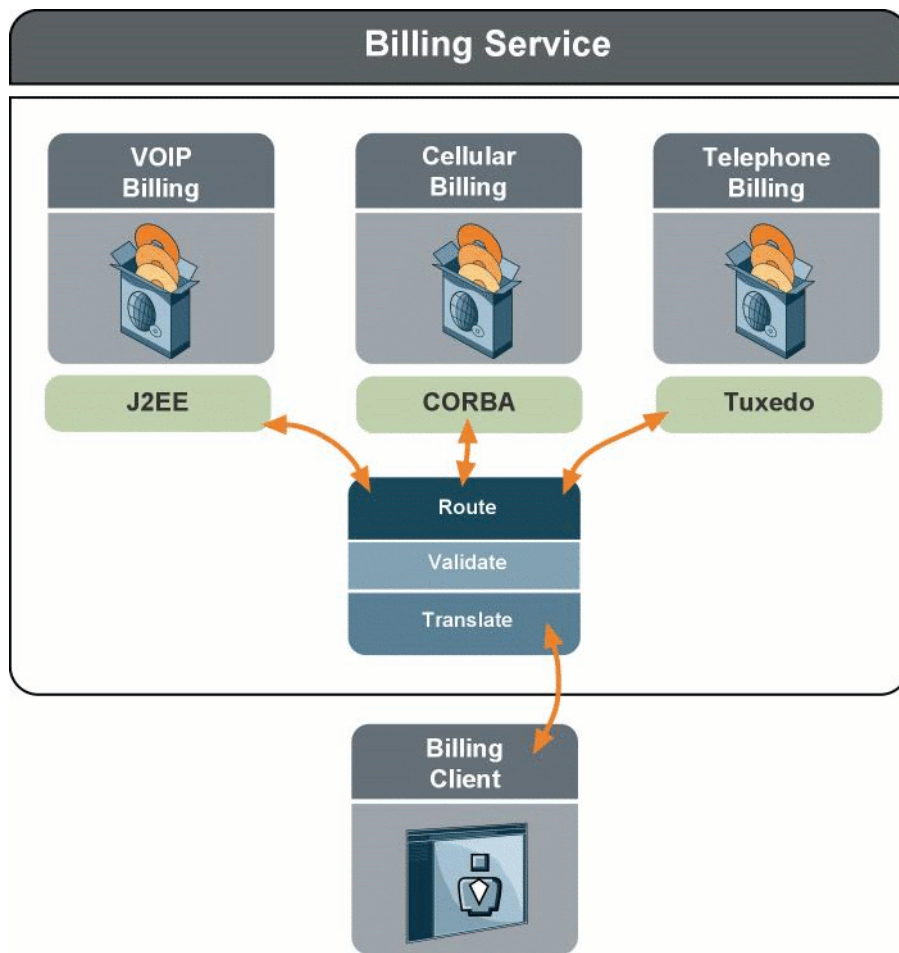 Billing Service
VOIP
Billing
Cellular
Billing
Telephone
Billing
J2EE
CORBA
Tuxedo
Route
Validate
Translate
Billing
Client